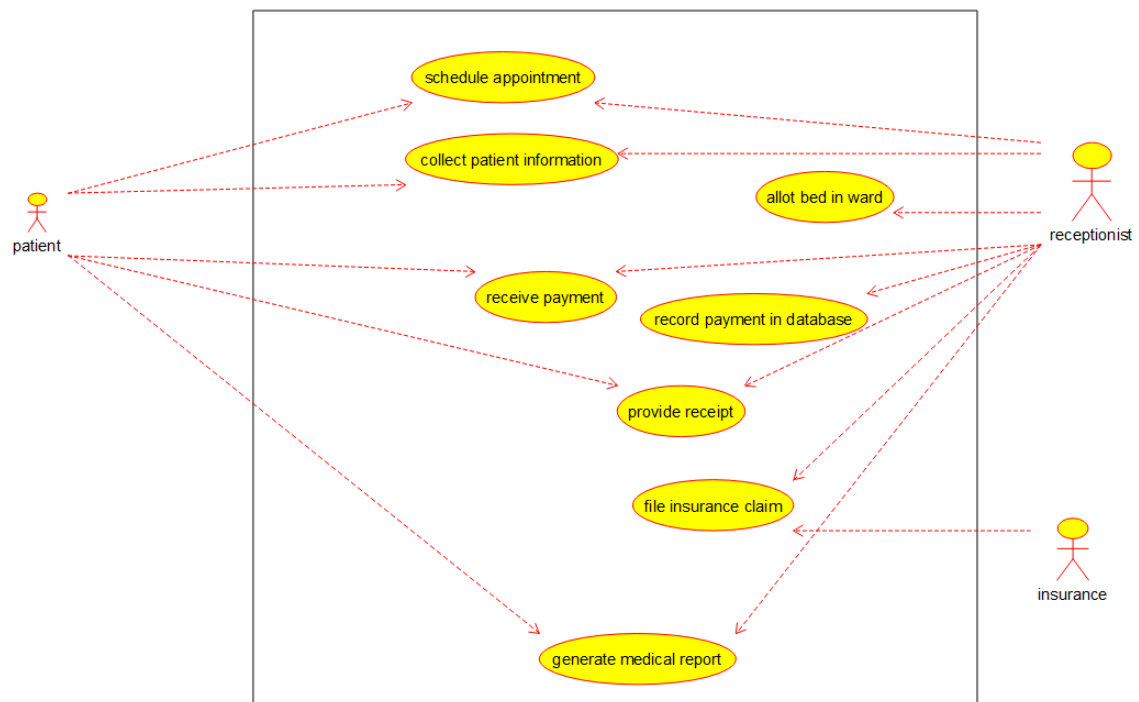 schedule appointment
collect patient information
allot bed in ward
patient
receptionist
receive payment
record payment in database
provide receipt
file insurance claim
insurance
generate medical report